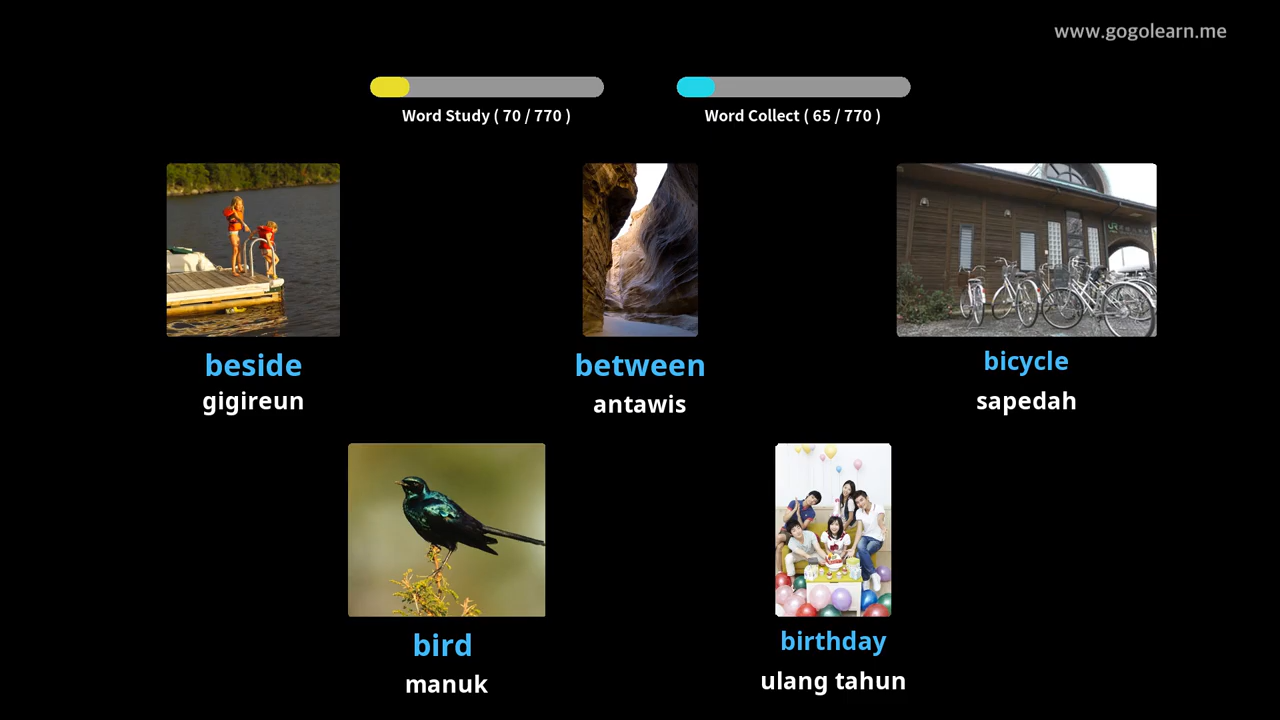 www.gogolearn.me
Word Study ( 70 / 770 )
Word Collect ( 65 / 770 )
beside
gigireun
between
antawis
bicycle
sapedah
bird
manuk
birthday
ulang tahun